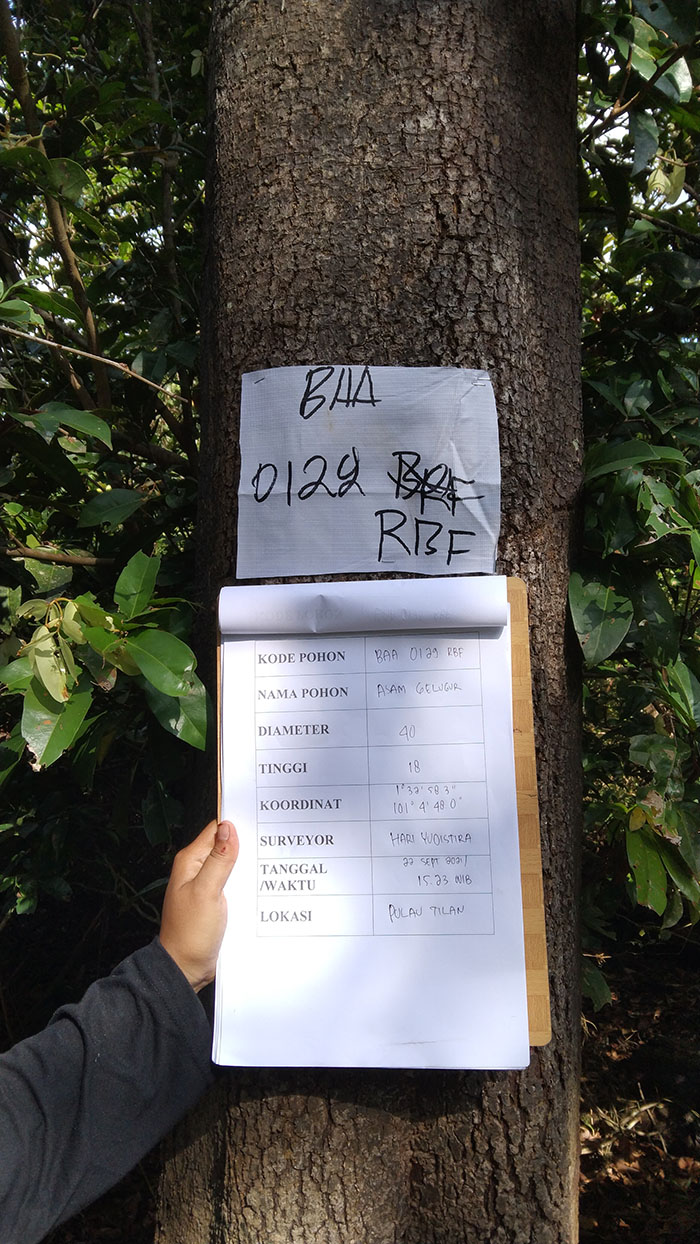 BAA
0129
RBF
KODE POHON BAA 0129 RBF
NAMA POHON ASAM GELUGUR
DIAMETER 40
TINGGI 18
KOORDINAT 1° 32' 58.3" 101° 4' 48.0"
SURVEYOR HARI YUDISTIRA
TANGGAL /WAKTU 22 SEPT 2021/ 15.23 WIB
LOKASI PULAU TILAN